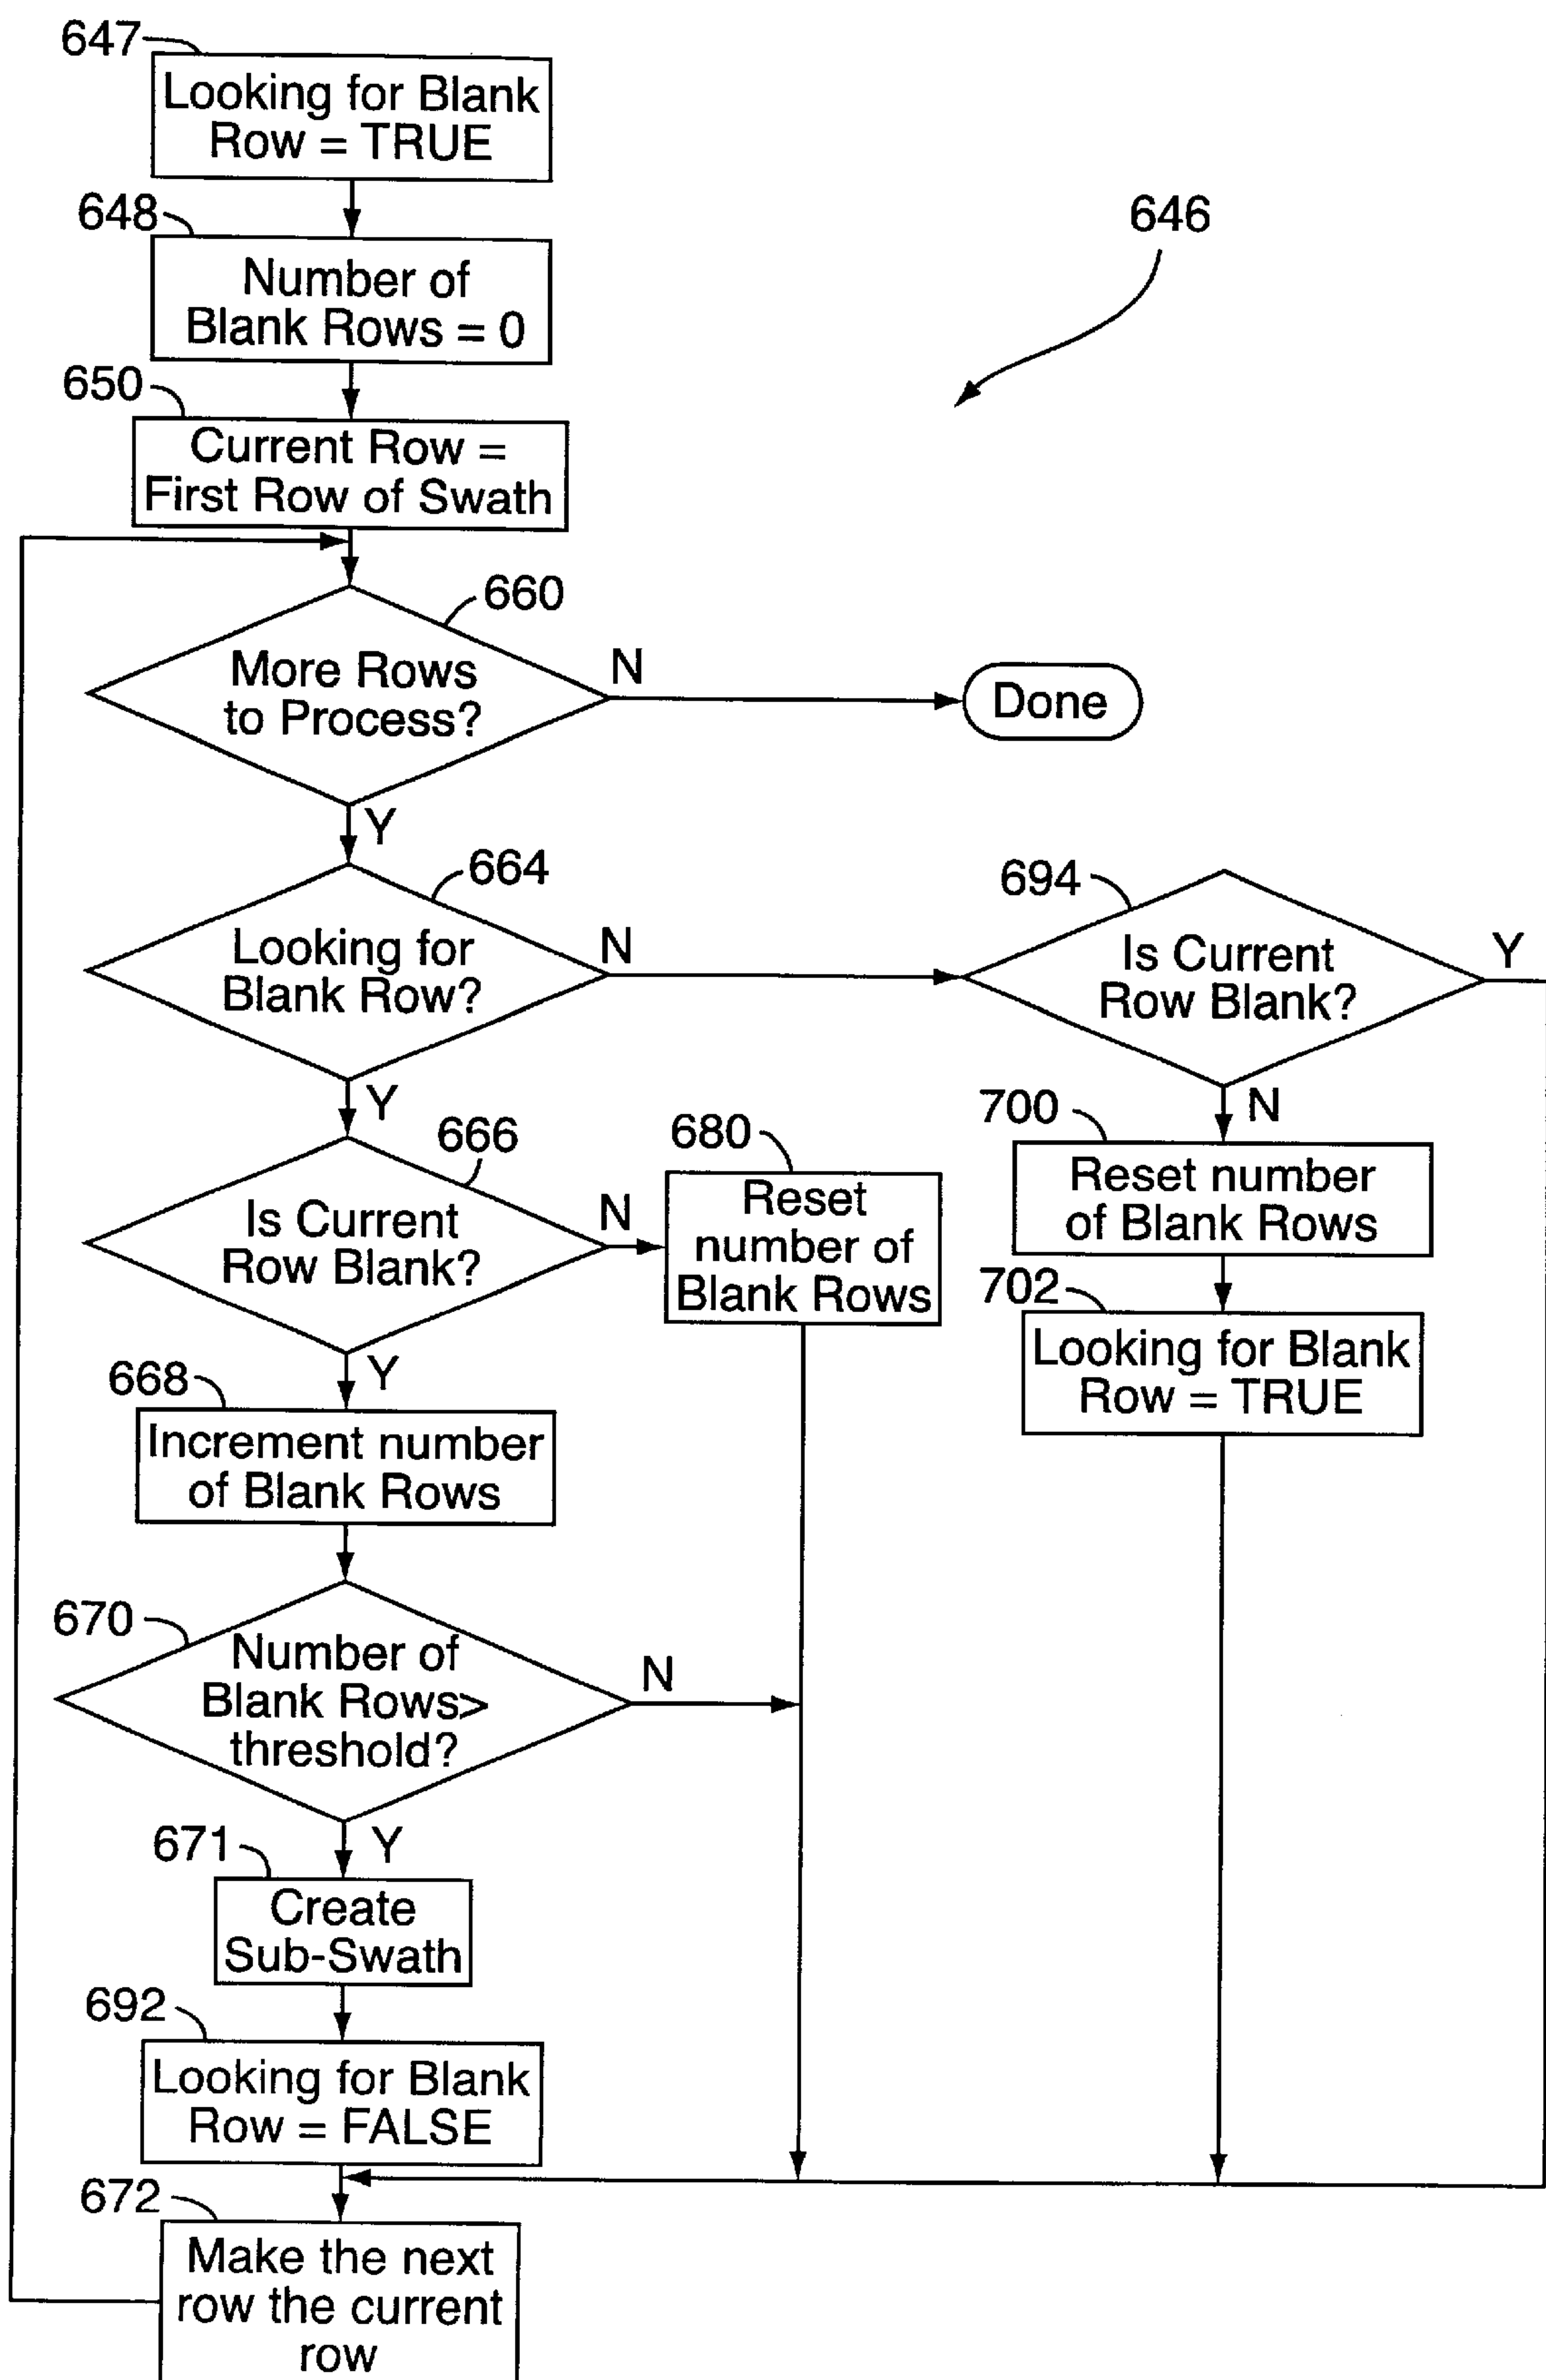 647
Looking for Blank
Row = TRUE
648
646
Number of
Blank Rows = 0
650
Current Row =
First Row of Swath
660
More Rows
to Process?
N
Done
Y
664
Looking for
Blank Row?
N
694
Is Current
Row Blank?
Y
Y
N
666
Is Current
Row Blank?
N
680
Reset
number of
Blank Rows
700
Reset number
of Blank Rows
702
Looking for Blank
Row = TRUE
Y
668
Increment number
of Blank Rows
670
Number of
Blank Rows>
threshold?
N
Y
671
Create
Sub-Swath
692
Looking for Blank
Row = FALSE
672
Make the next
row the current
row